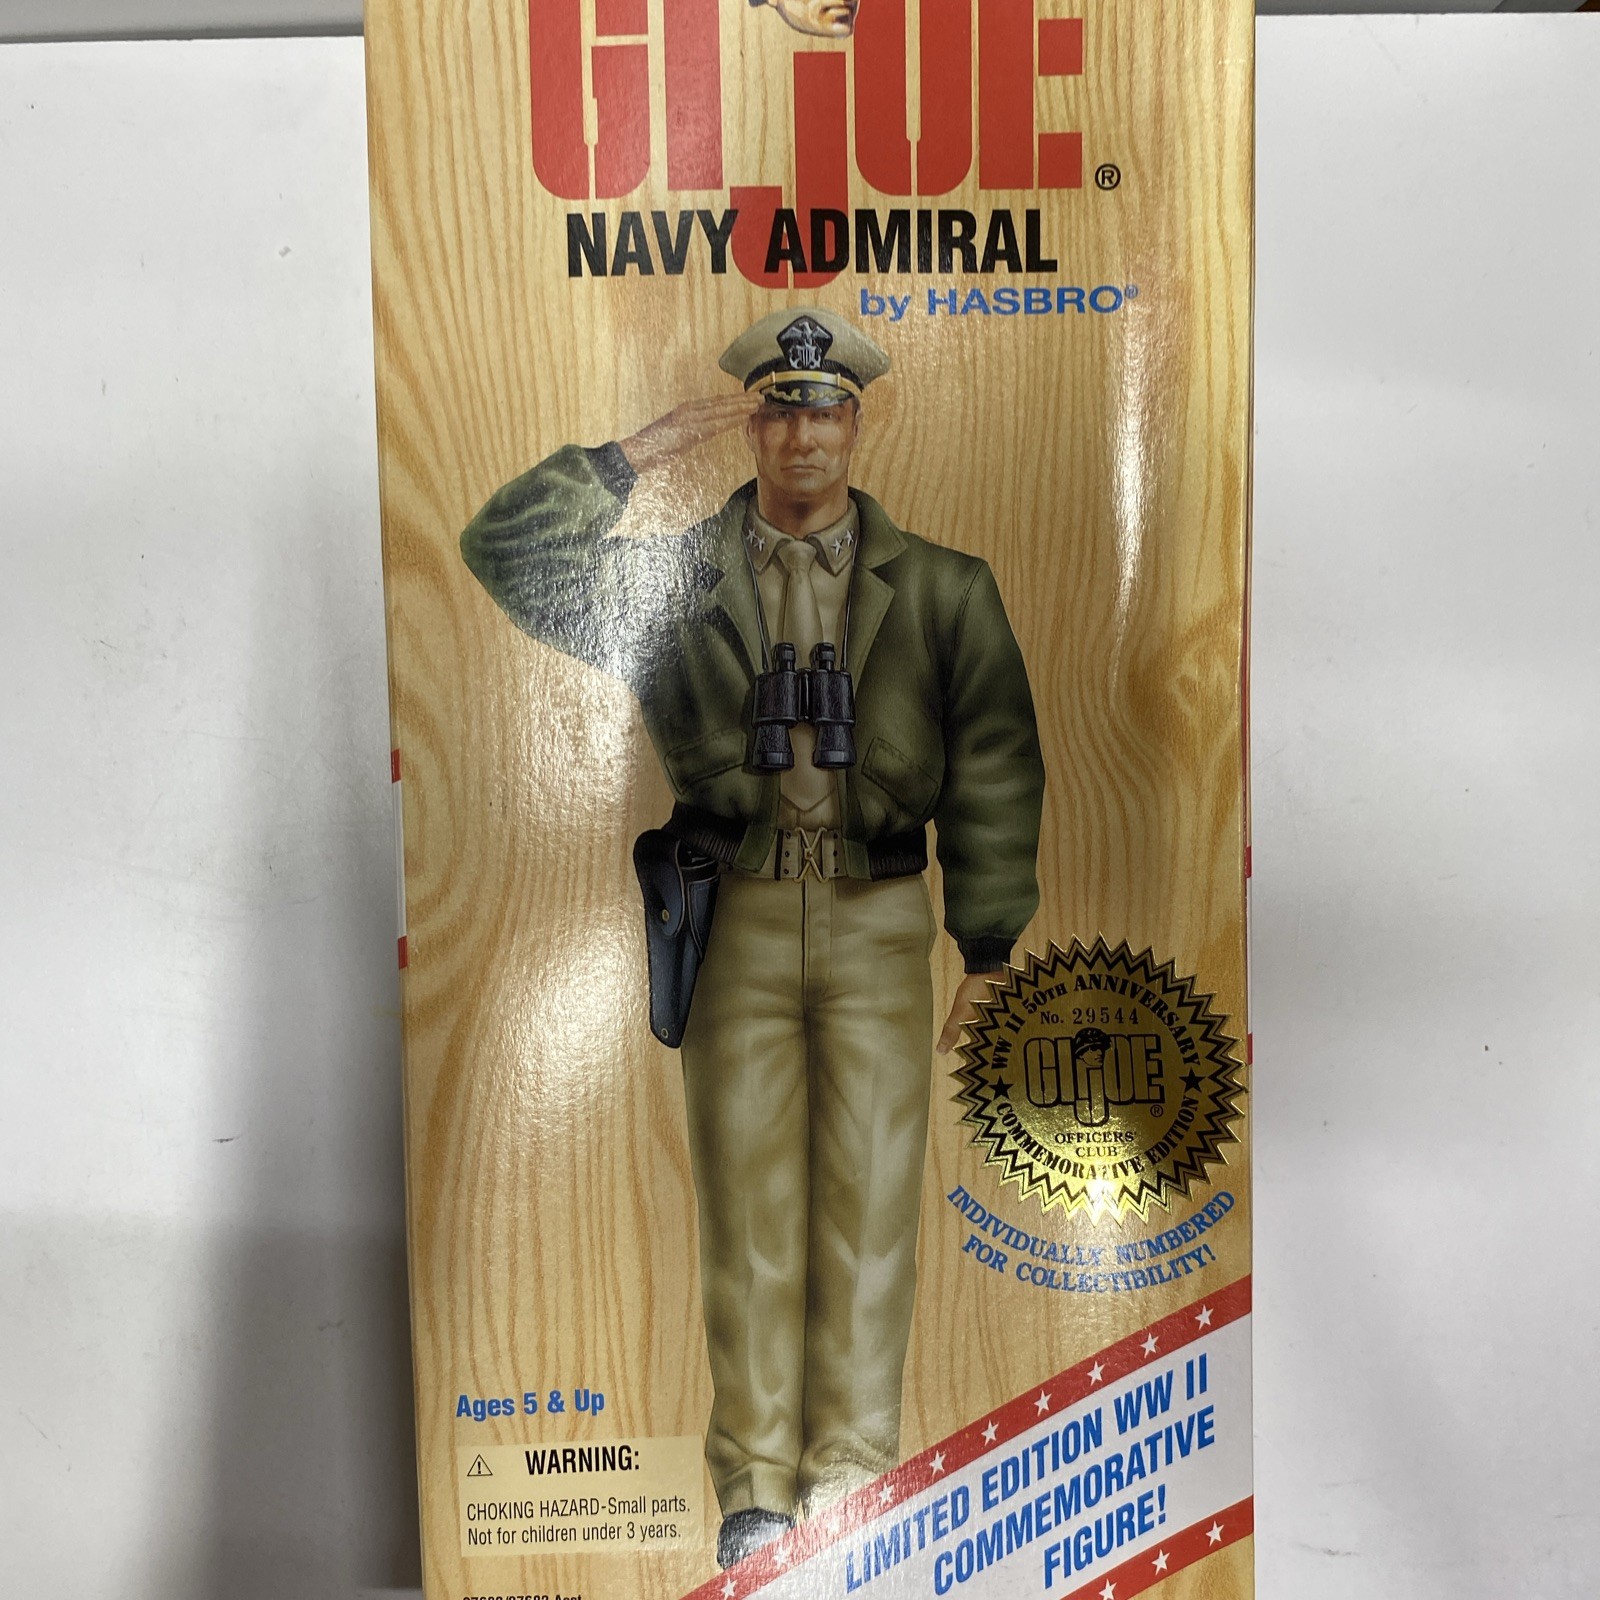 GI JOE®
NAVY ADMIRAL
by HASBRO®
WW II 50TH ANNIVERSARY
No. 29544
GI JOE®
OFFICERS'
CLUB
COMMEMORATIVE EDITION
INDIVIDUALLY NUMBERED
FOR COLLECTIBILITY!
Ages 5 & Up
WARNING:
CHOKING HAZARD-Small parts.
Not for children under 3 years.
LIMITED EDITION WW II
COMMEMORATIVE
FIGURE!